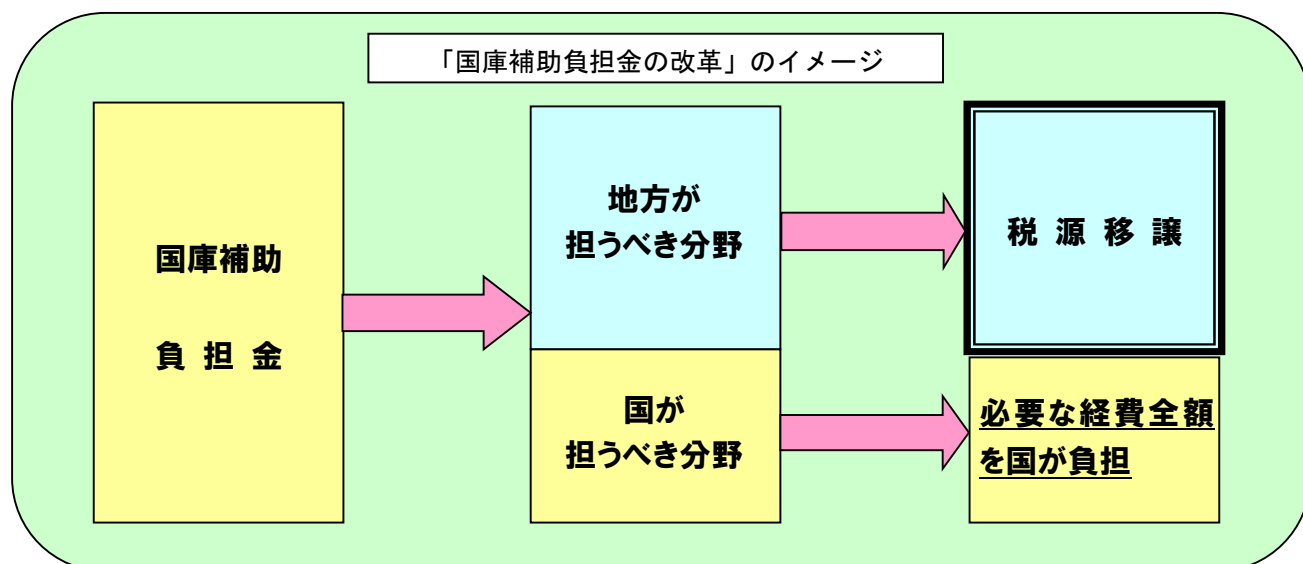 「国庫補助負担金の改革」のイメージ
国庫補助
負担金
地方が
担うべき分野
税源移譲
国が
担うべき分野
必要な経費全額
を国が負担